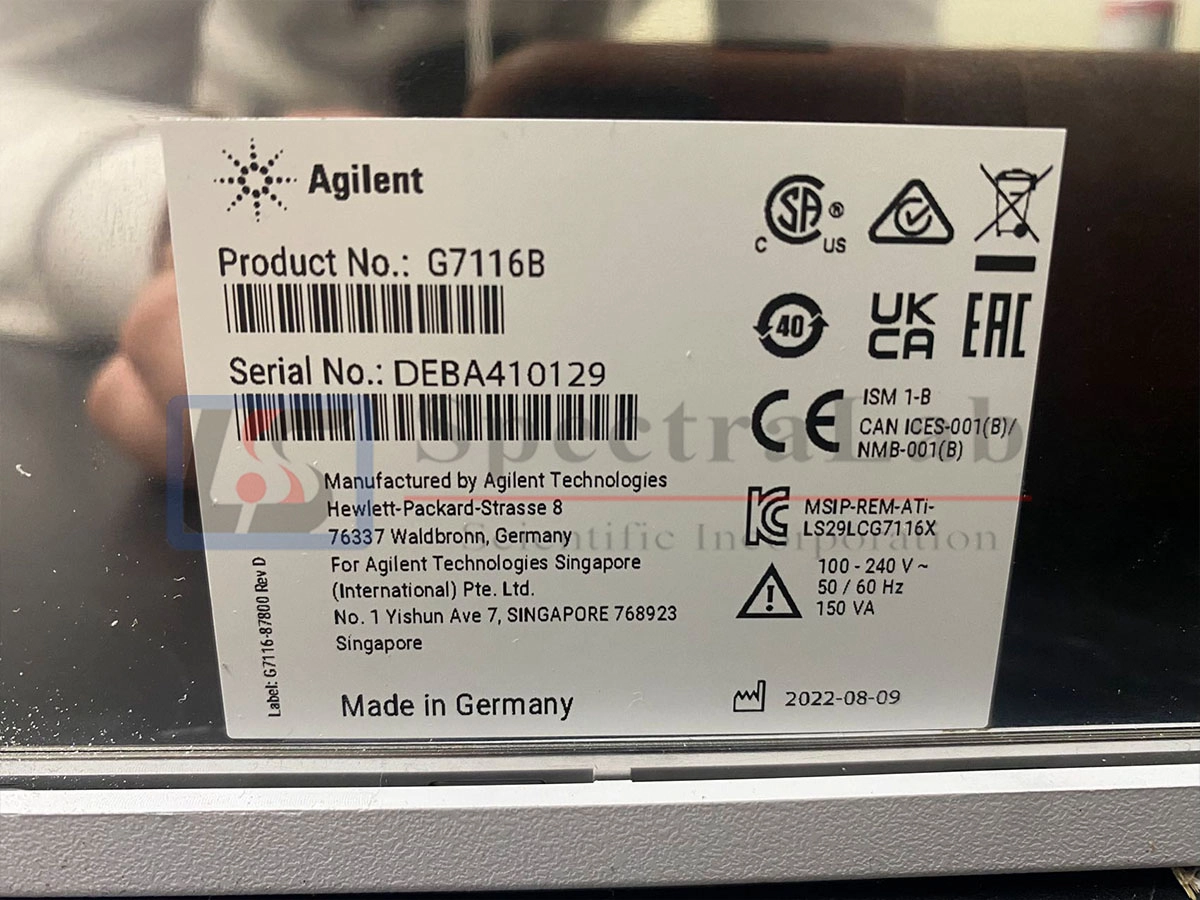 Agilent
Product No.: G7116B
Serial No.: DEBA410129
Manufactured by Agilent Technologies
Hewlett-Packard-Strasse 8
76337 Waldbronn, Germany
For Agilent Technologies Singapore
(International) Pte. Ltd.
No. 1 Yishun Ave 7, SINGAPORE 768923
Singapore
Label: G7116-87800 Rev D
Made in Germany
C SA ® US
40
UK
CA
EAC
CE
ISM 1-B
CAN ICES-001(B)/
NMB-001(B)
MSIP-REM-ATi-
LS29LCG7116X
100 - 240 V ~
50 / 60 Hz
150 VA
2022-08-09
SpectraLab
Scientific Incorporation